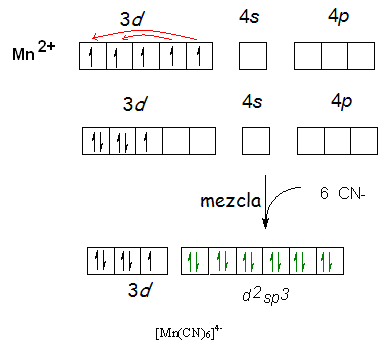 3d 4s 4p
Mn²⁺
3d 4s 4p
mezcla 6 CN-
3d d²sp3
[Mn(CN)₆]⁴⁻